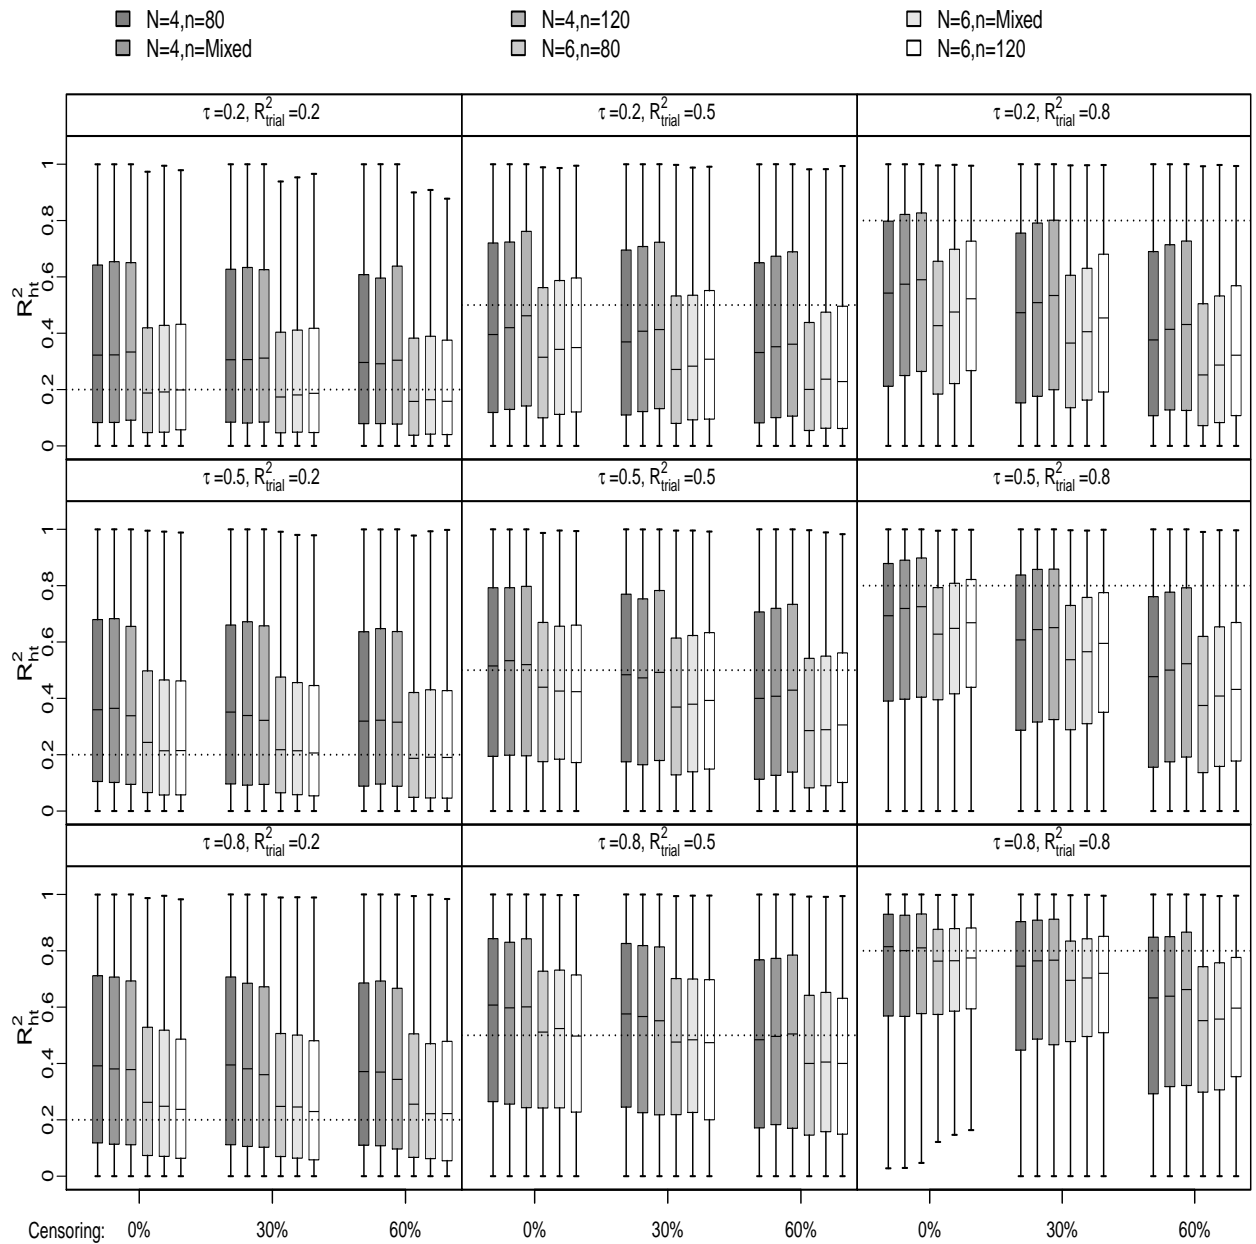 N=4,n=80 N=4,n=120 N=6,n=Mixed
N=4,n=Mixed N=6,n=80 N=6,n=120
τ=0.2, R²trial=0.2 τ=0.2, R²trial=0.5 τ=0.2, R²trial=0.8
1
0.8
0.6
0.4
0.2
0
R²ht
τ=0.5, R²trial=0.2 τ=0.5, R²trial=0.5 τ=0.5, R²trial=0.8
1
0.8
0.6
0.4
0.2
0
R²ht
τ=0.8, R²trial=0.2 τ=0.8, R²trial=0.5 τ=0.8, R²trial=0.8
1
0.8
0.6
0.4
0.2
0
R²ht
Censoring: 0% 30% 60% 0% 30% 60% 0% 30% 60%